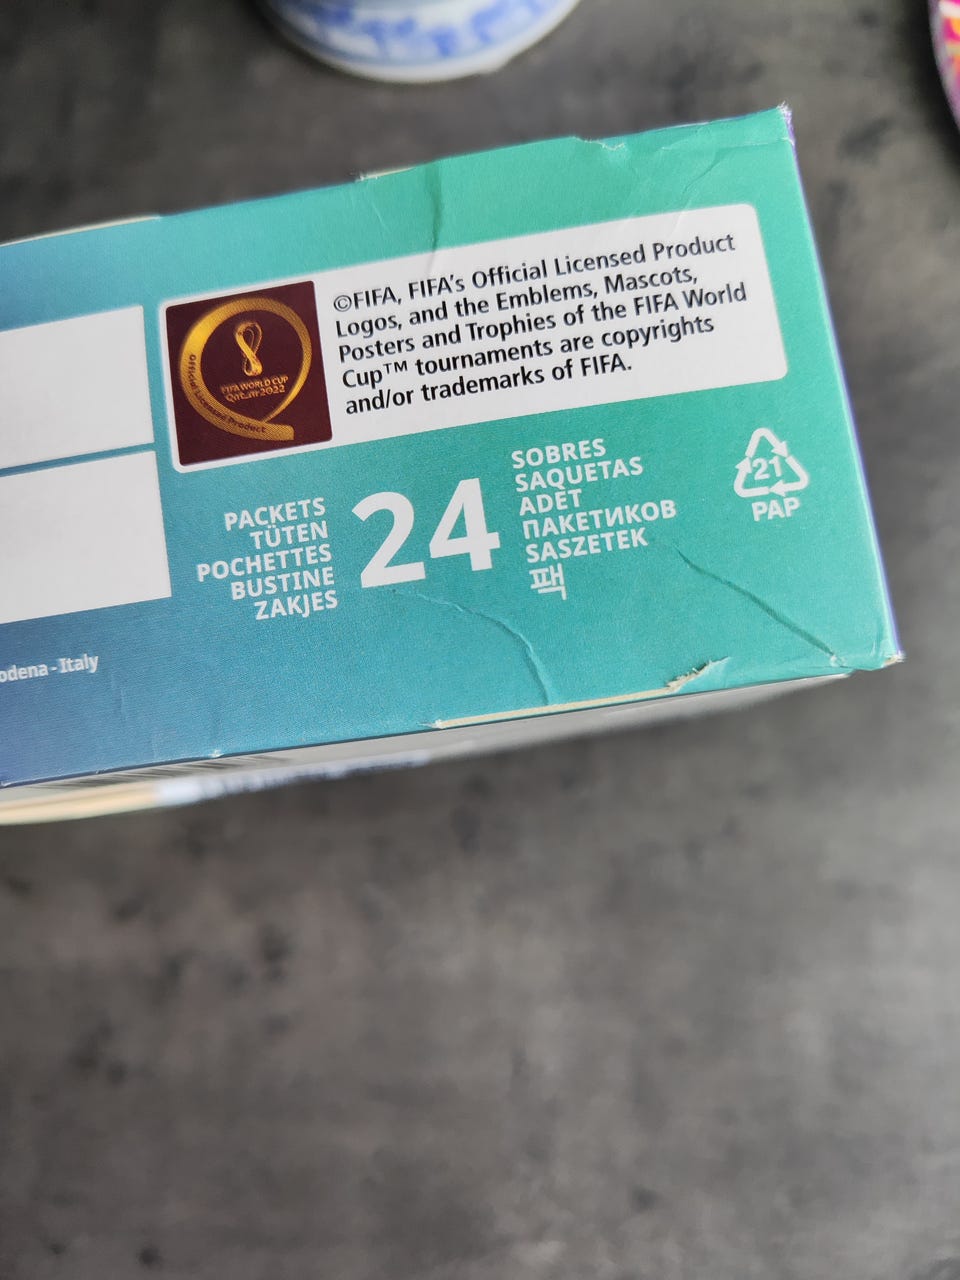 ©FIFA, FIFA's Official Licensed Product
Logos, and the Emblems, Mascots,
Posters and Trophies of the FIFA World
Cup™ tournaments are copyrights
and/or trademarks of FIFA.
FIFA WORLD CUP
Qatar2022
Official Licensed Product
PACKETS
TÜTEN
POCHETTES
BUSTINE
ZAKJES
24
SOBRES
SAQUETAS
ADET
ПАКЕТИКОВ
SASZETEK
팩
21
PAP
odena - Italy